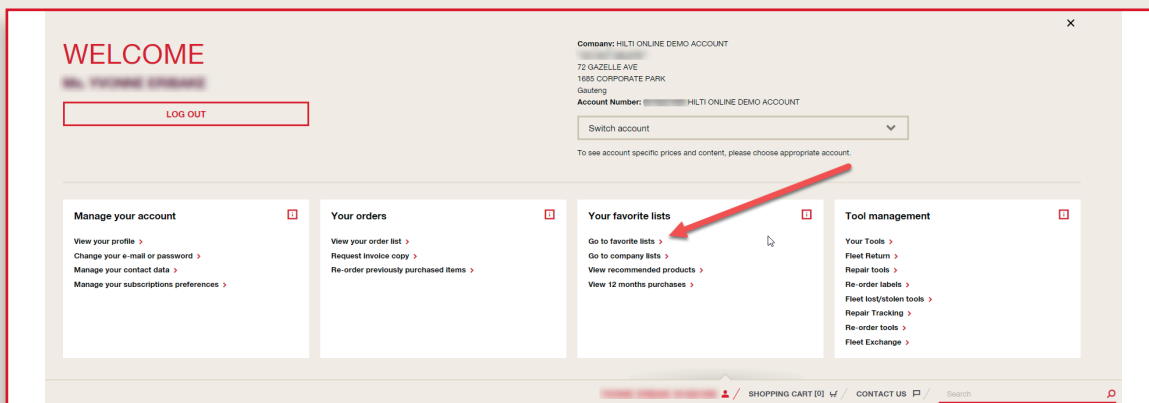 WELCOME
LOG OUT
Company: HILTI ONLINE DEMO ACCOUNT
72 GAZELLE AVE
1685 CORPORATE PARK
Gauteng
Account Number: HILTI ONLINE DEMO ACCOUNT
Switch account
To see account specific prices and content, please choose appropriate account.
Manage your account
View your profile >
Change your e-mail or password >
Manage your contact data >
Manage your subscriptions preferences >
Your orders
View your order list >
Request invoice copy >
Re-order previously purchased items >
Your favorite lists
Go to favorite lists >
Go to company lists >
View recommended products >
View 12 months purchases >
Tool management
Your Tools >
Fleet Return >
Repair tools >
Re-order labels >
Fleet lost/stolen tools >
Repair Tracking >
Re-order tools >
Fleet Exchange >
SHOPPING CART [0] / CONTACT US / Search